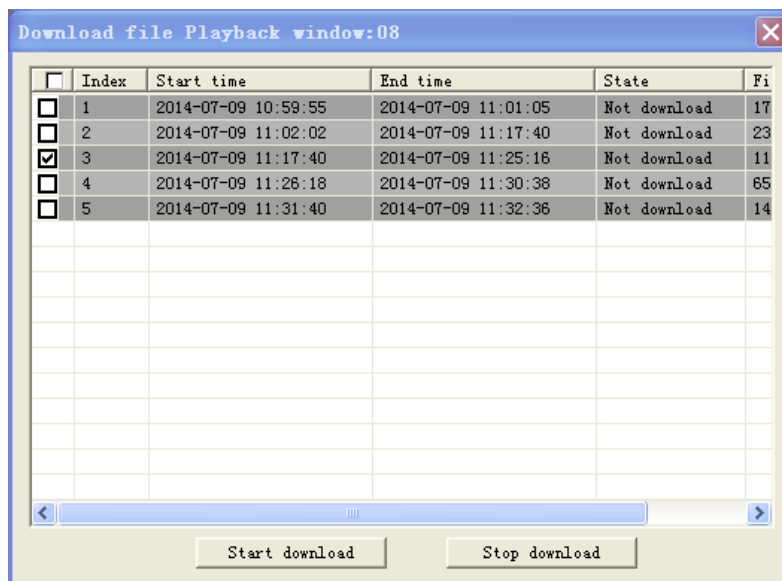 Download file Playback window:08
Index Start time End time State Fi
1 2014-07-09 10:59:55 2014-07-09 11:01:05 Not download 17
2 2014-07-09 11:02:02 2014-07-09 11:17:40 Not download 23
3 2014-07-09 11:17:40 2014-07-09 11:25:16 Not download 11
4 2014-07-09 11:26:18 2014-07-09 11:30:38 Not download 65
5 2014-07-09 11:31:40 2014-07-09 11:32:36 Not download 14
Start download Stop download